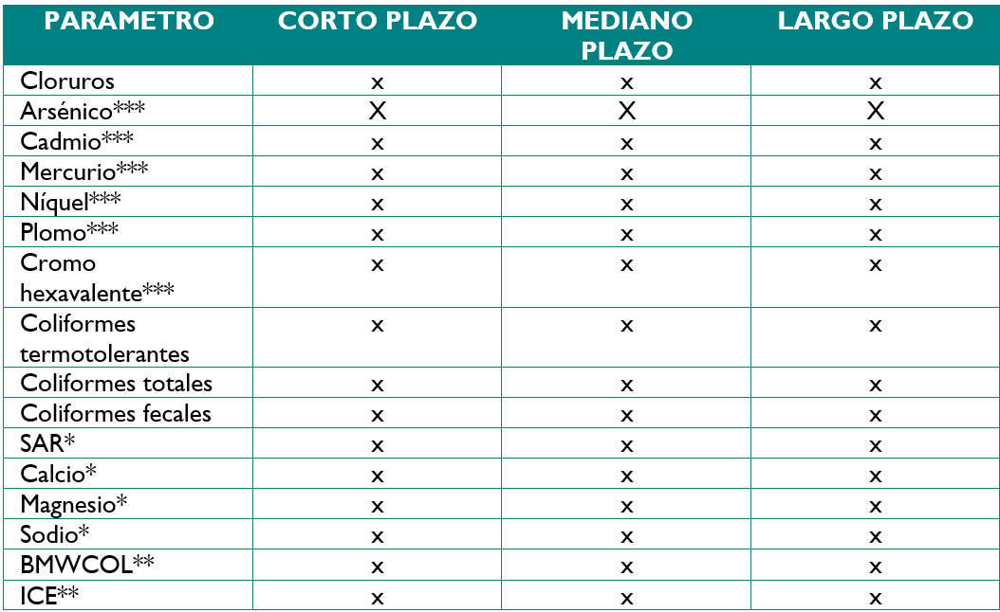 PARAMETRO CORTO PLAZO MEDIANO PLAZO LARGO PLAZO
Cloruros x x x
Arsénico*** X X X
Cadmio*** x x x
Mercurio*** x x x
Níquel*** x x x
Plomo*** x x x
Cromo x x x
hexavalente***
Coliformes x x x
termotolerantes
Coliformes totales x x x
Coliformes fecales x x x
SAR* x x x
Calcio* x x x
Magnesio* x x x
Sodio* x x x
BMWCOL** x x x
ICE** x x x